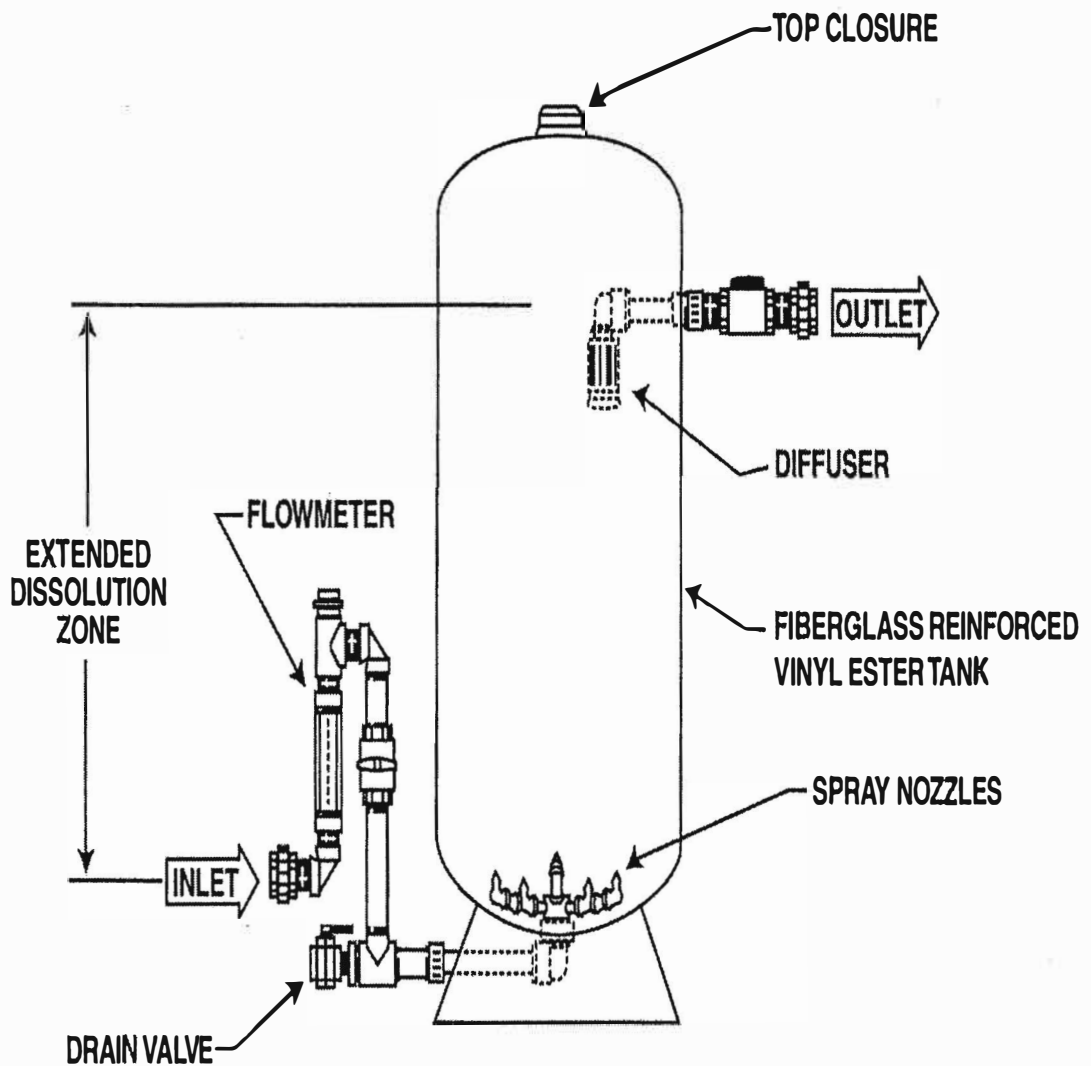 TOP CLOSURE
OUTLET
DIFFUSER
FLOWMETER
EXTENDED
DISSOLUTION
ZONE
FIBERGLASS REINFORCED
VINYL ESTER TANK
SPRAY NOZZLES
INLET
DRAIN VALVE